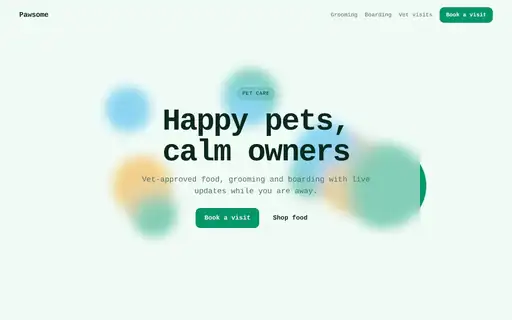 Pawsome
Grooming Boarding Vet visits Book a visit
PET CARE
Happy pets,
calm owners
Vet-approved food, grooming and boarding with live
updates while you are away.
Book a visit Shop food